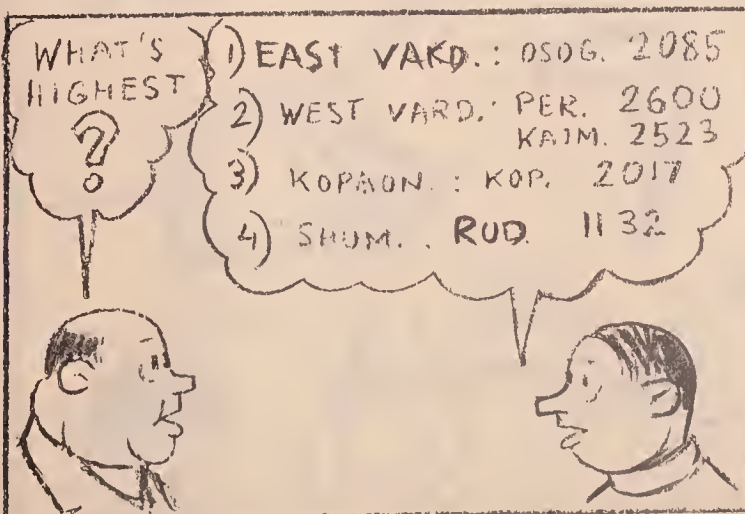 WHAT'S
HIGHEST
?
1) EAST VARD.: OSOG. 2085
2) WEST VARD.: PER. 2600
KAJM. 2523
3) KOPAON. : KOP. 2017
4) SHUM. . RUD. 1132